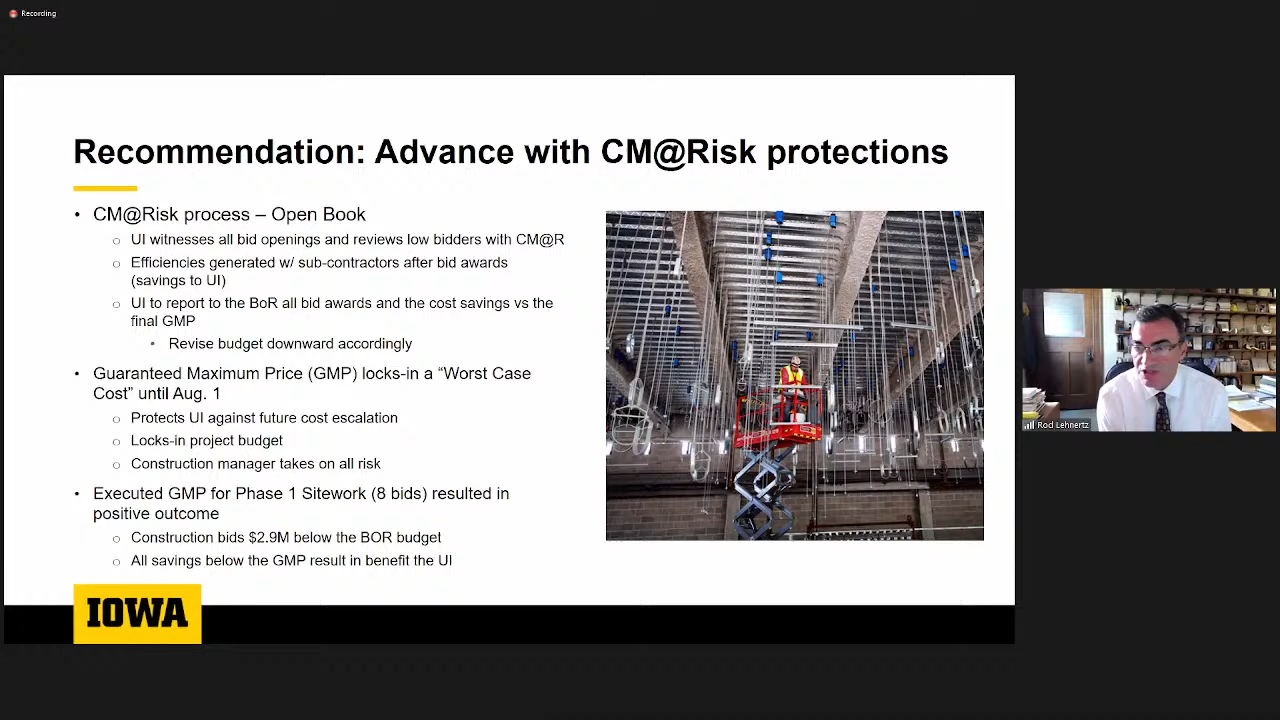 Recording
Recommendation: Advance with CM@Risk protections
• CM@Risk process – Open Book
○ UI witnesses all bid openings and reviews low bidders with CM@R
○ Efficiencies generated w/ sub-contractors after bid awards
(savings to UI)
○ UI to report to the BoR all bid awards and the cost savings vs the
final GMP
• Revise budget downward accordingly
• Guaranteed Maximum Price (GMP) locks-in a “Worst Case
Cost” until Aug. 1
○ Protects UI against future cost escalation
○ Locks-in project budget
○ Construction manager takes on all risk
• Executed GMP for Phase 1 Sitework (8 bids) resulted in
positive outcome
○ Construction bids $2.9M below the BOR budget
○ All savings below the GMP result in benefit the UI
IOWA
Rod Lehnertz